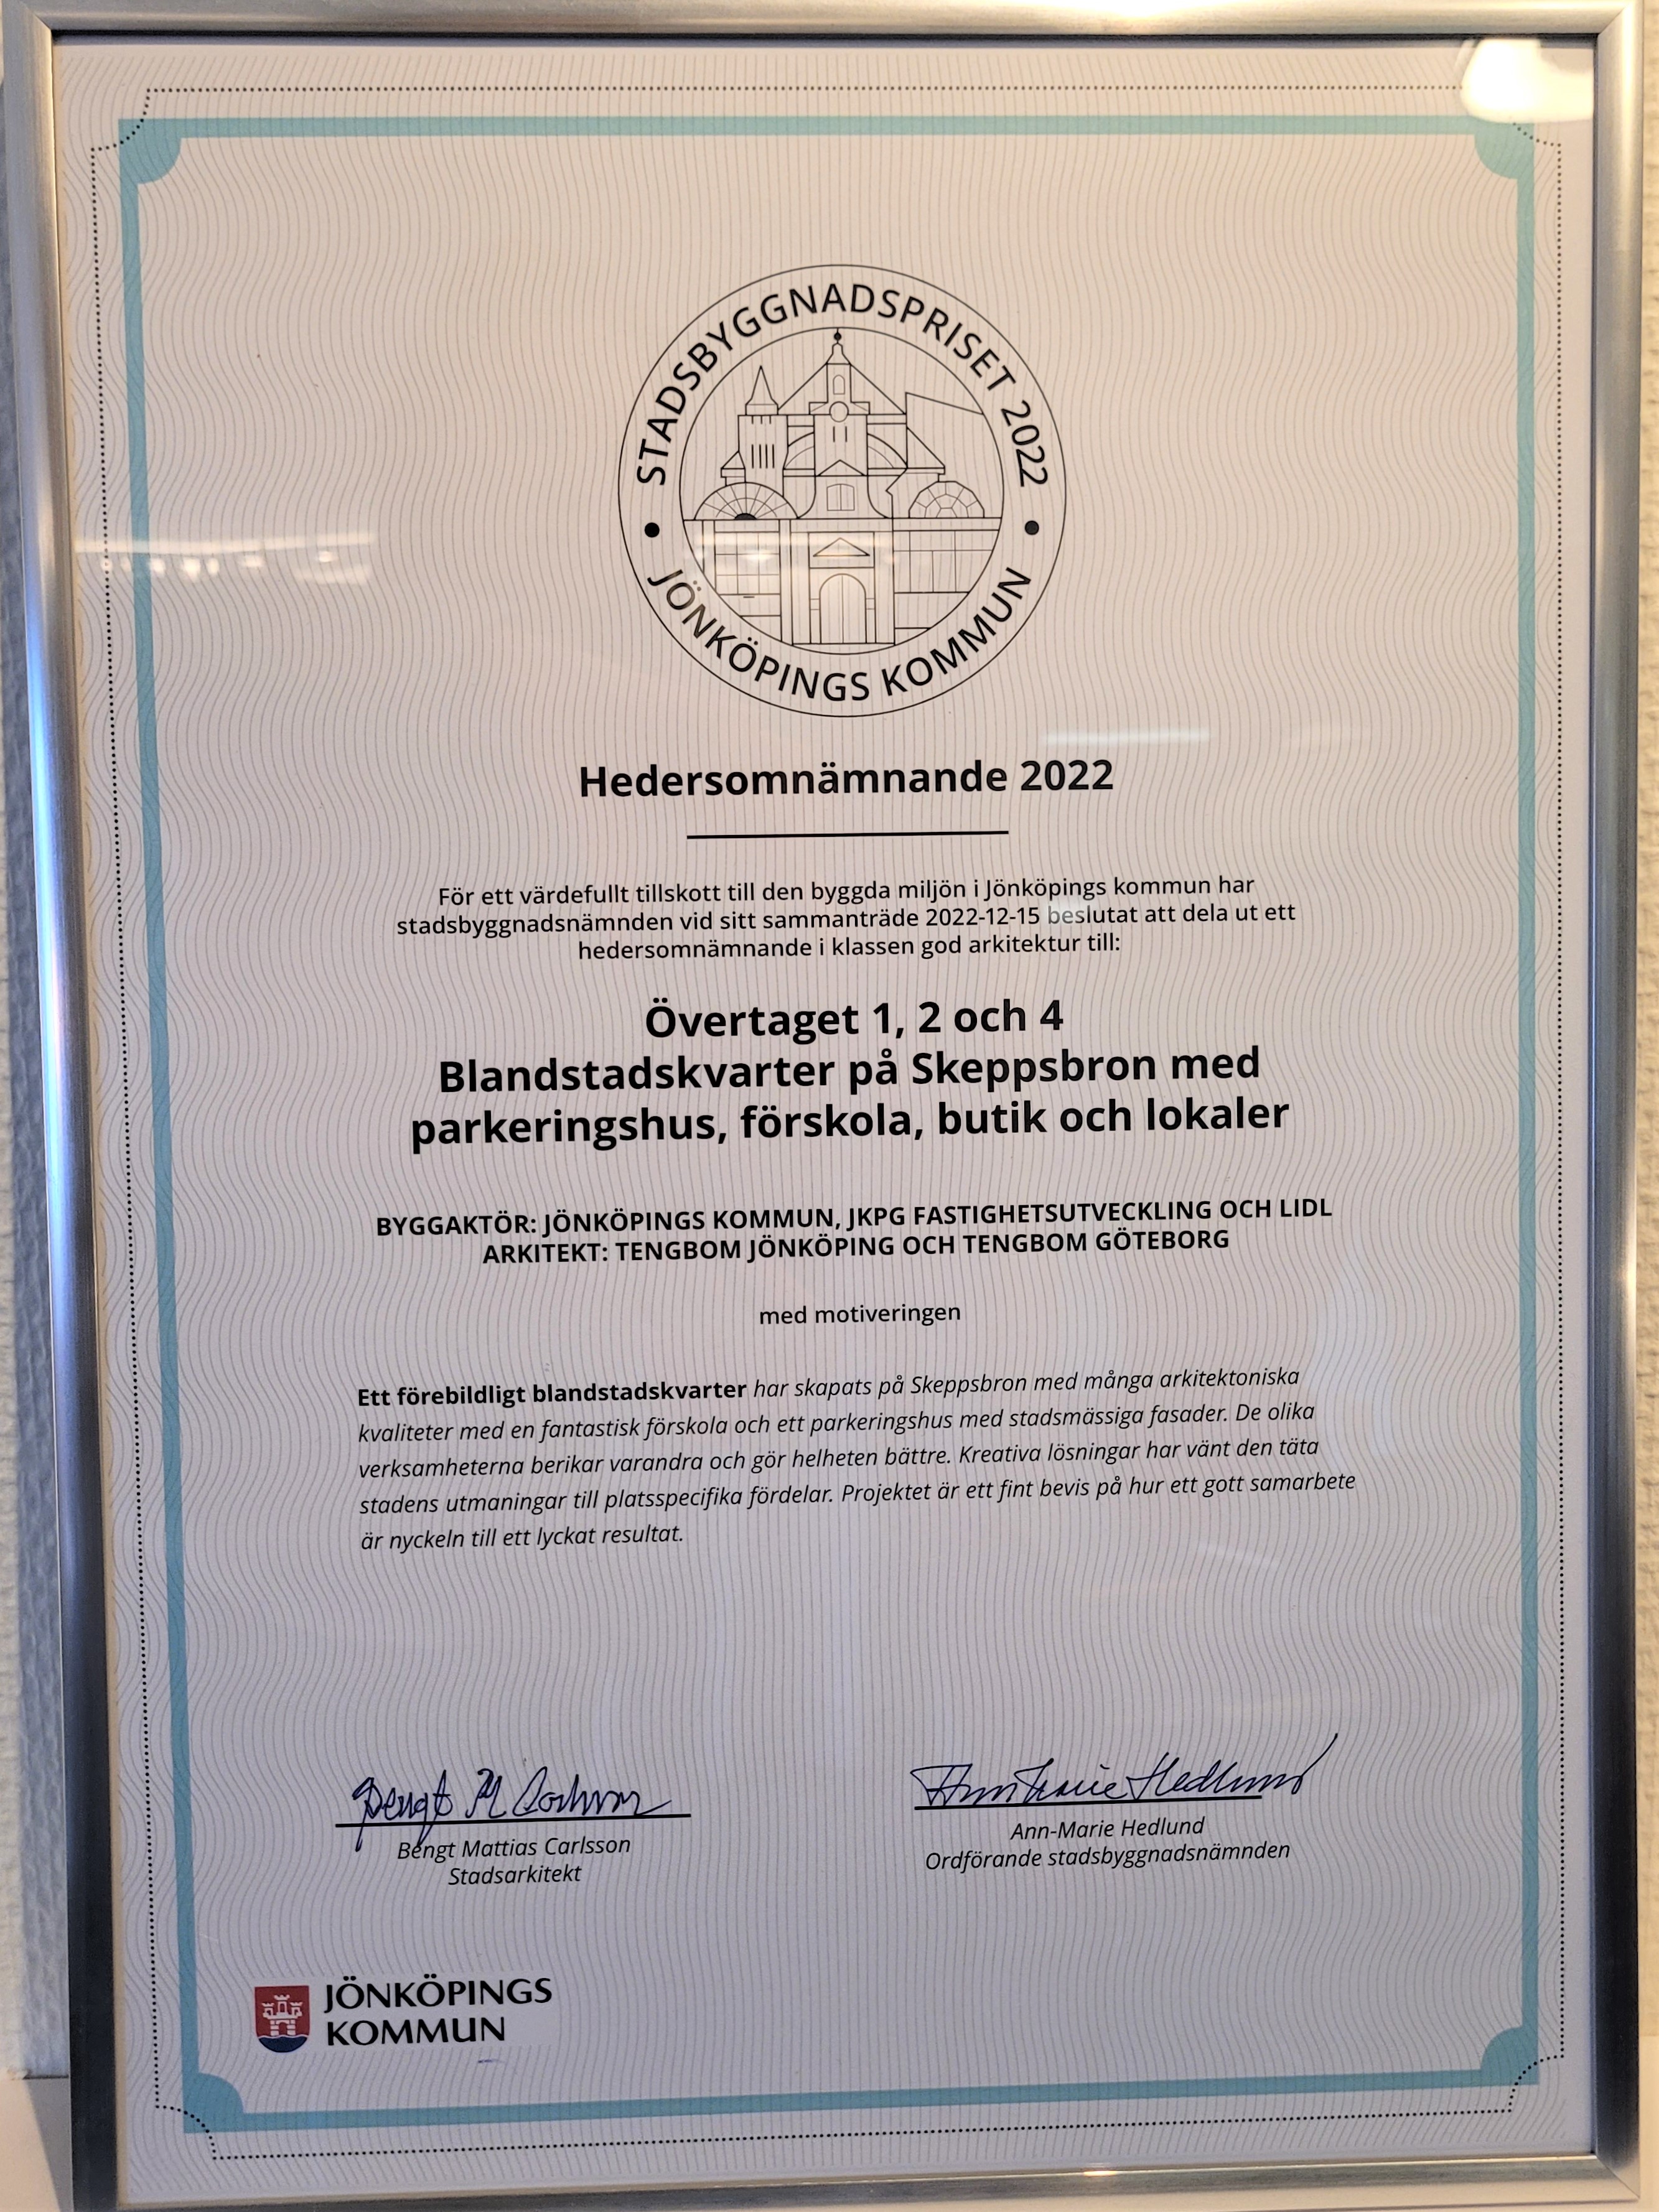 STADSBYGGNADSPRISET 2022
JÖNKÖPINGS KOMMUN
Hedersomnämnande 2022
För ett värdefullt tillskott till den byggda miljön i Jönköpings kommun har
stadsbyggnadsnämnden vid sitt sammanträde 2022-12-15 beslutat att dela ut ett
hedersomnämnande i klassen god arkitektur till:
Övertaget 1, 2 och 4
Blandstadskvarter på Skeppsbron med
parkeringshus, förskola, butik och lokaler
BYGGAKTÖR: JÖNKÖPINGS KOMMUN, JKPG FASTIGHETSUTVECKLING OCH LIDL
ARKITEKT: TENGBOM JÖNKÖPING OCH TENGBOM GÖTEBORG
med motiveringen
Ett förebildligt blandstadskvarter har skapats på Skeppsbron med många arkitektoniska
kvaliteter med en fantastisk förskola och ett parkeringshus med stadsmässiga fasader. De olika
verksamheterna berikar varandra och gör helheten bättre. Kreativa lösningar har vänt den täta
stadens utmaningar till platsspecifika fördelar. Projektet är ett fint bevis på hur ett gott samarbete
är nyckeln till ett lyckat resultat.
Bengt Mattias Carlsson
Stadsarkitekt
Ann-Marie Hedlund
Ordförande stadsbyggnadsnämnden
JÖNKÖPINGS
KOMMUN